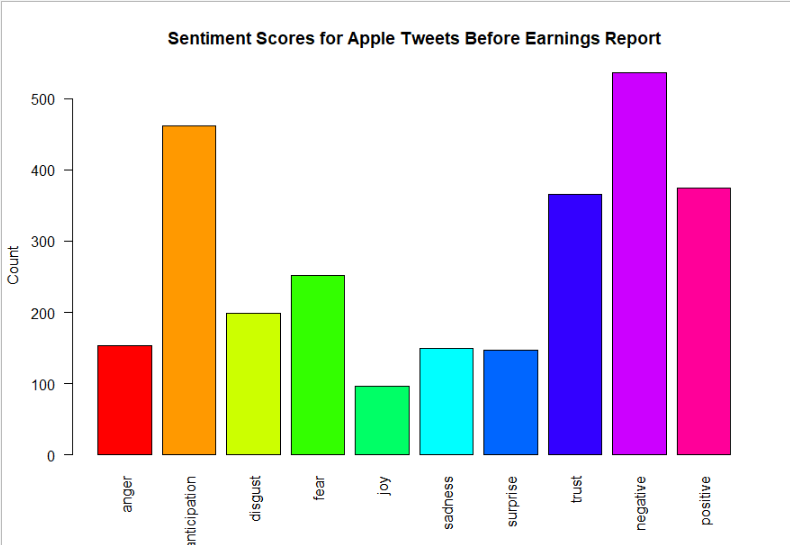 Sentiment Scores for Apple Tweets Before Earnings Report
Count
500
400
300
200
100
0
anger
anticipation
disgust
fear
joy
sadness
surprise
trust
negative
positive